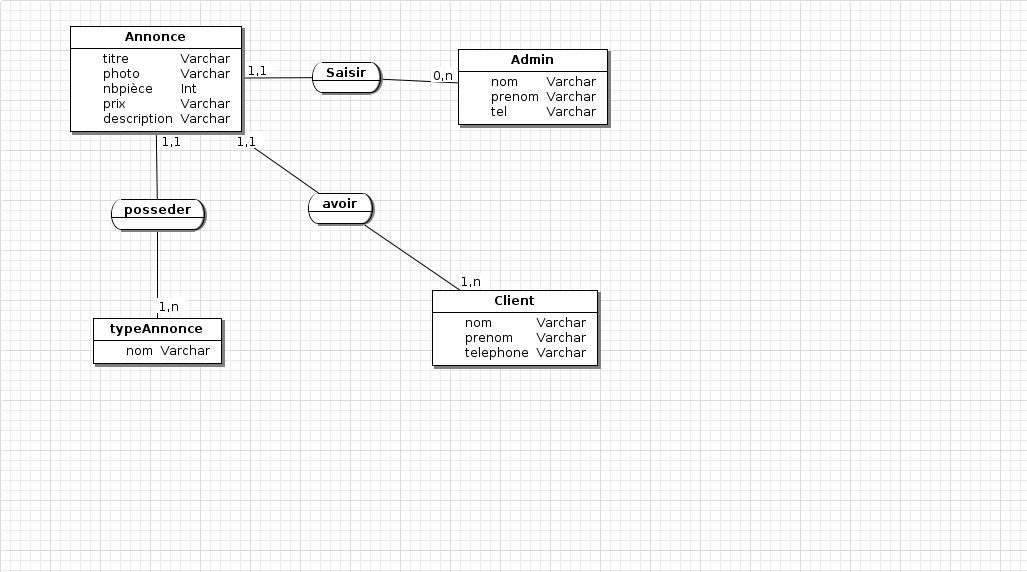 Annonce
titre Varchar
photo Varchar
nbpièce Int
prix Varchar
description Varchar
1,1
Saisir
0,n
Admin
nom Varchar
prenom Varchar
tel Varchar
1,1
1,1
posseder
avoir
1,n
typeAnnonce
nom Varchar
1,n
Client
nom Varchar
prenom Varchar
telephone Varchar